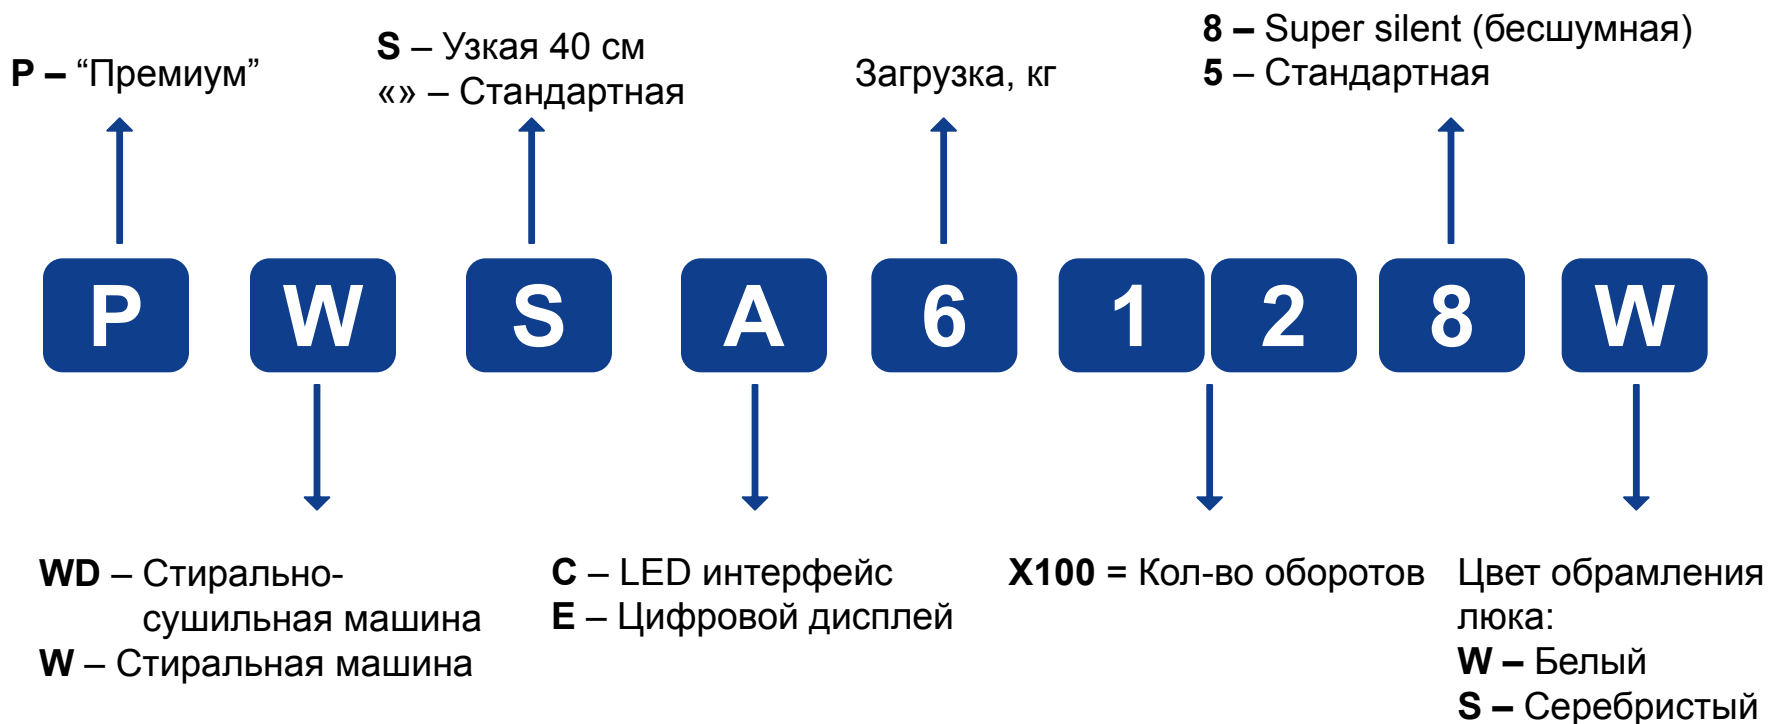 P – “Премиум”
S – Узкая 40 см
«» – Стандартная
Загрузка, кг
8 – Super silent (бесшумная)
5 – Стандартная
P W S A 6 1 2 8 W
WD – Стирально-
сушильная машина
W – Стиральная машина
C – LED интерфейс
E – Цифровой дисплей
X100 = Кол-во оборотов
Цвет обрамления
люка:
W – Белый
S – Серебристый